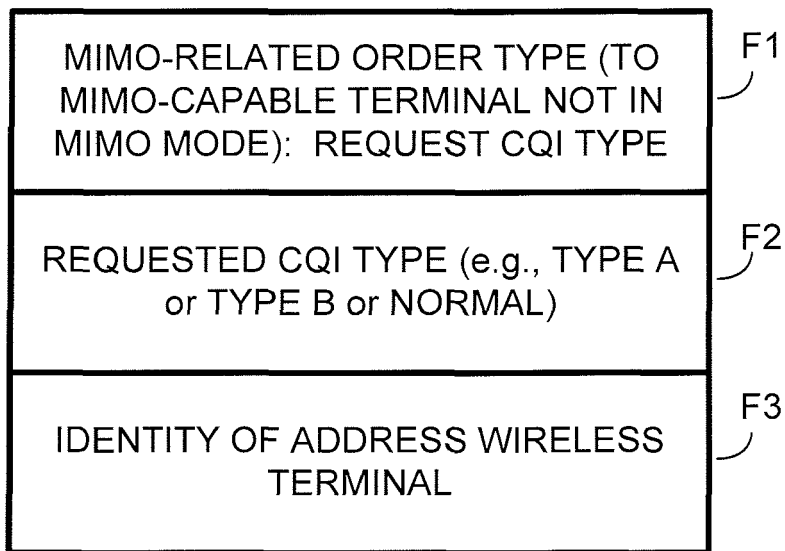 MIMO-RELATED ORDER TYPE (TO
MIMO-CAPABLE TERMINAL NOT IN
MIMO MODE): REQUEST CQI TYPE
F1
REQUESTED CQI TYPE (e.g., TYPE A
or TYPE B or NORMAL)
F2
IDENTITY OF ADDRESS WIRELESS
TERMINAL
F3